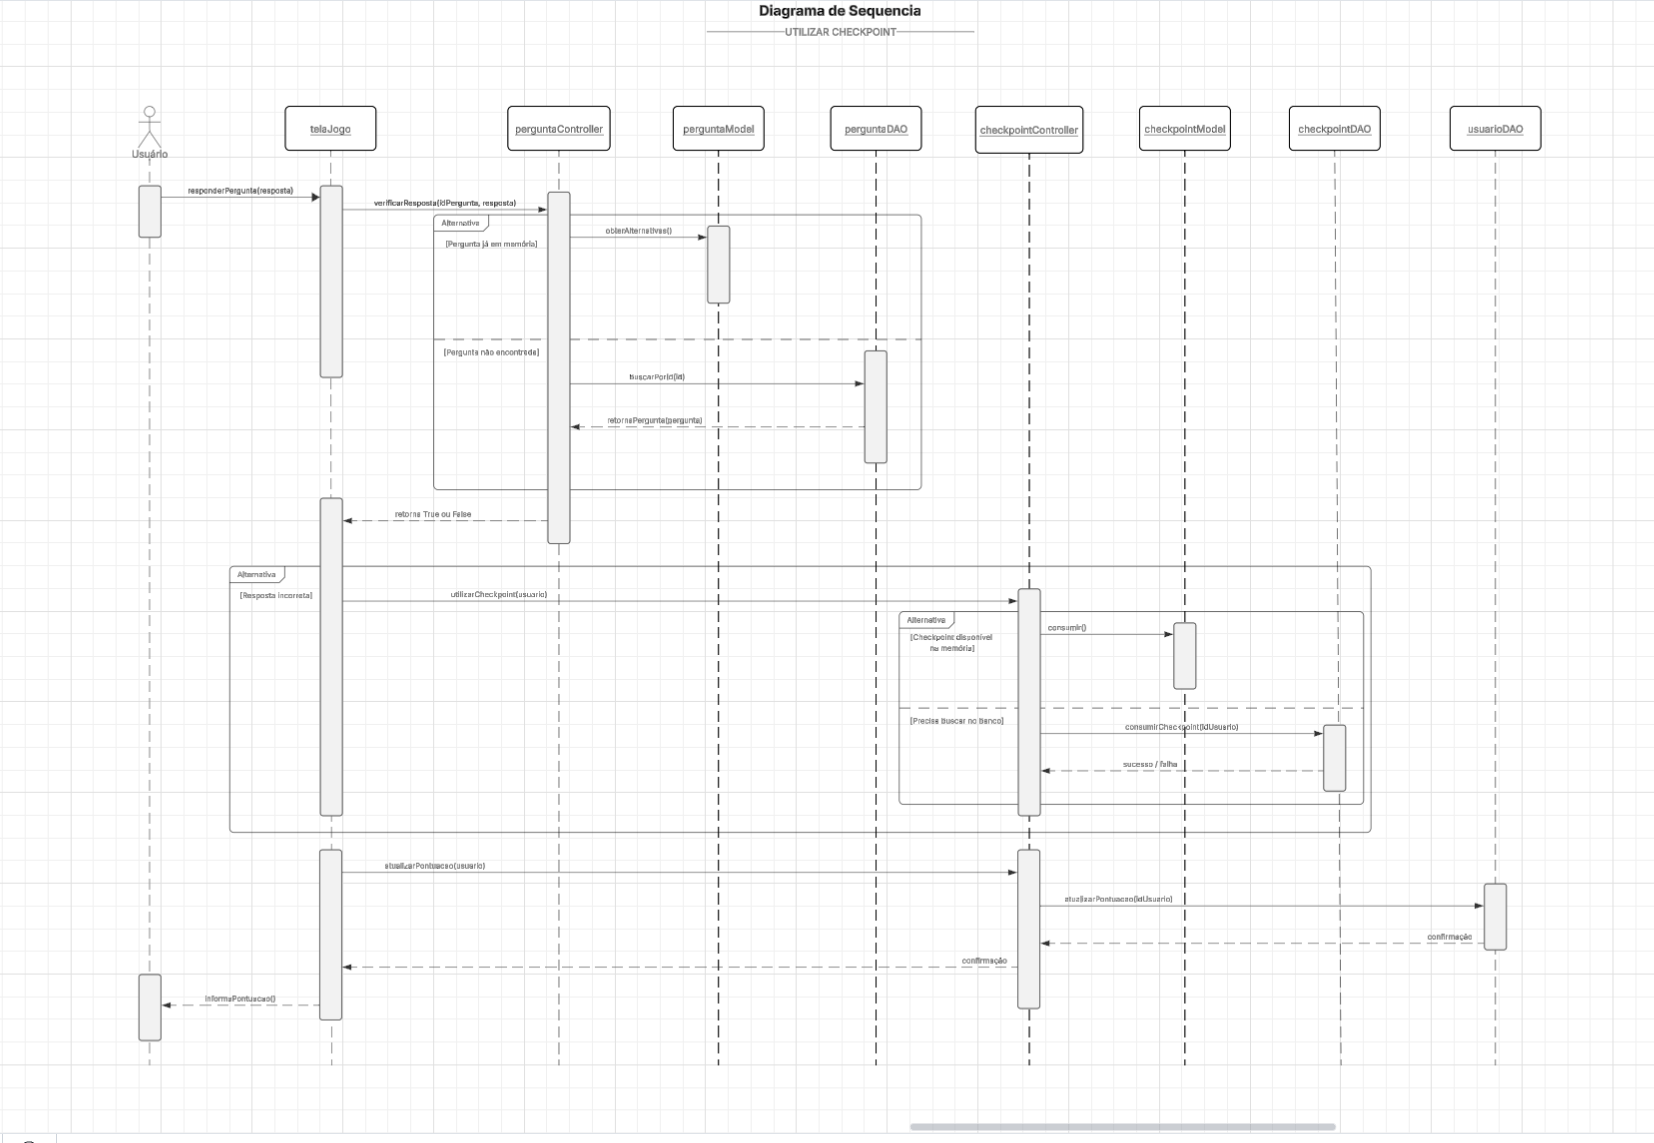 Diagrama de Sequencia
UTILIZAR CHECKPOINT
Usuário
telaJogo
perguntaController
perguntaModel
perguntaDAO
checkpointController
checkpointModel
checkpointDAO
usuarioDAO
responderPergunta(resposta)
verificarResposta(idPergunta, resposta)
Alternativa
[Pergunta já em memória]
obterAlternativas()
[Pergunta não encontrada]
buscarPorId(id)
retornaPergunta(pergunta)
retorna True ou False
Alternativa
[Resposta incorreta]
utilizarCheckpoint(usuario)
Alternativa
[Checkpoint disponível
na memória]
consumir()
[Precisa buscar no banco]
consumirCheckpoint(idUsuario)
sucesso / falha
atualizarPontuacao(usuario)
atualizarPontuacao(idUsuario)
confirmação
confirmação
informaPontuacao()